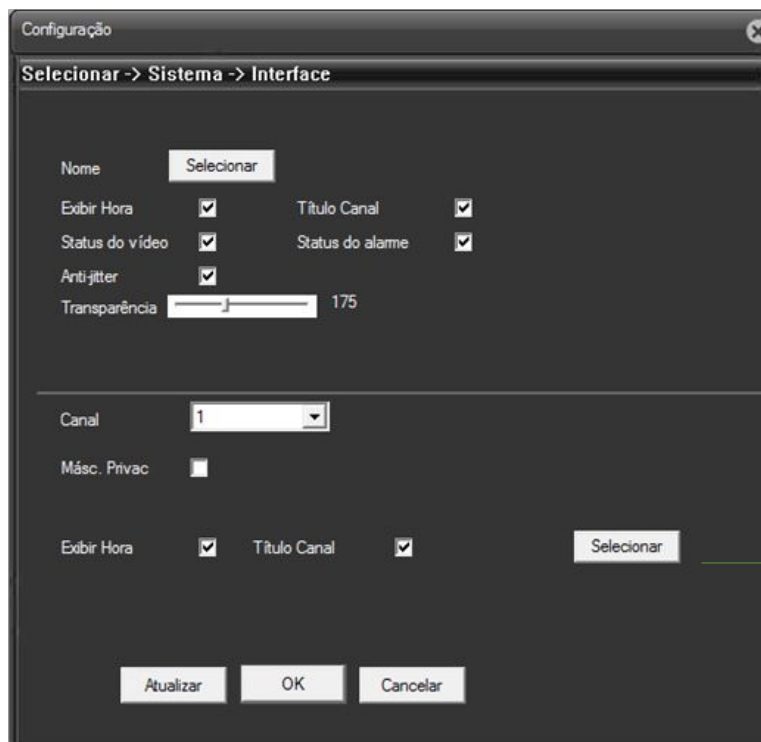 Configuração
Selecionar -> Sistema -> Interface
Nome Selecionar
Exibir Hora Título Canal
Status do vídeo Status do alarme
Anti-jitter
Transparência 175
Canal 1
Másc. Privac
Exibir Hora Título Canal Selecionar
Atualizar OK Cancelar